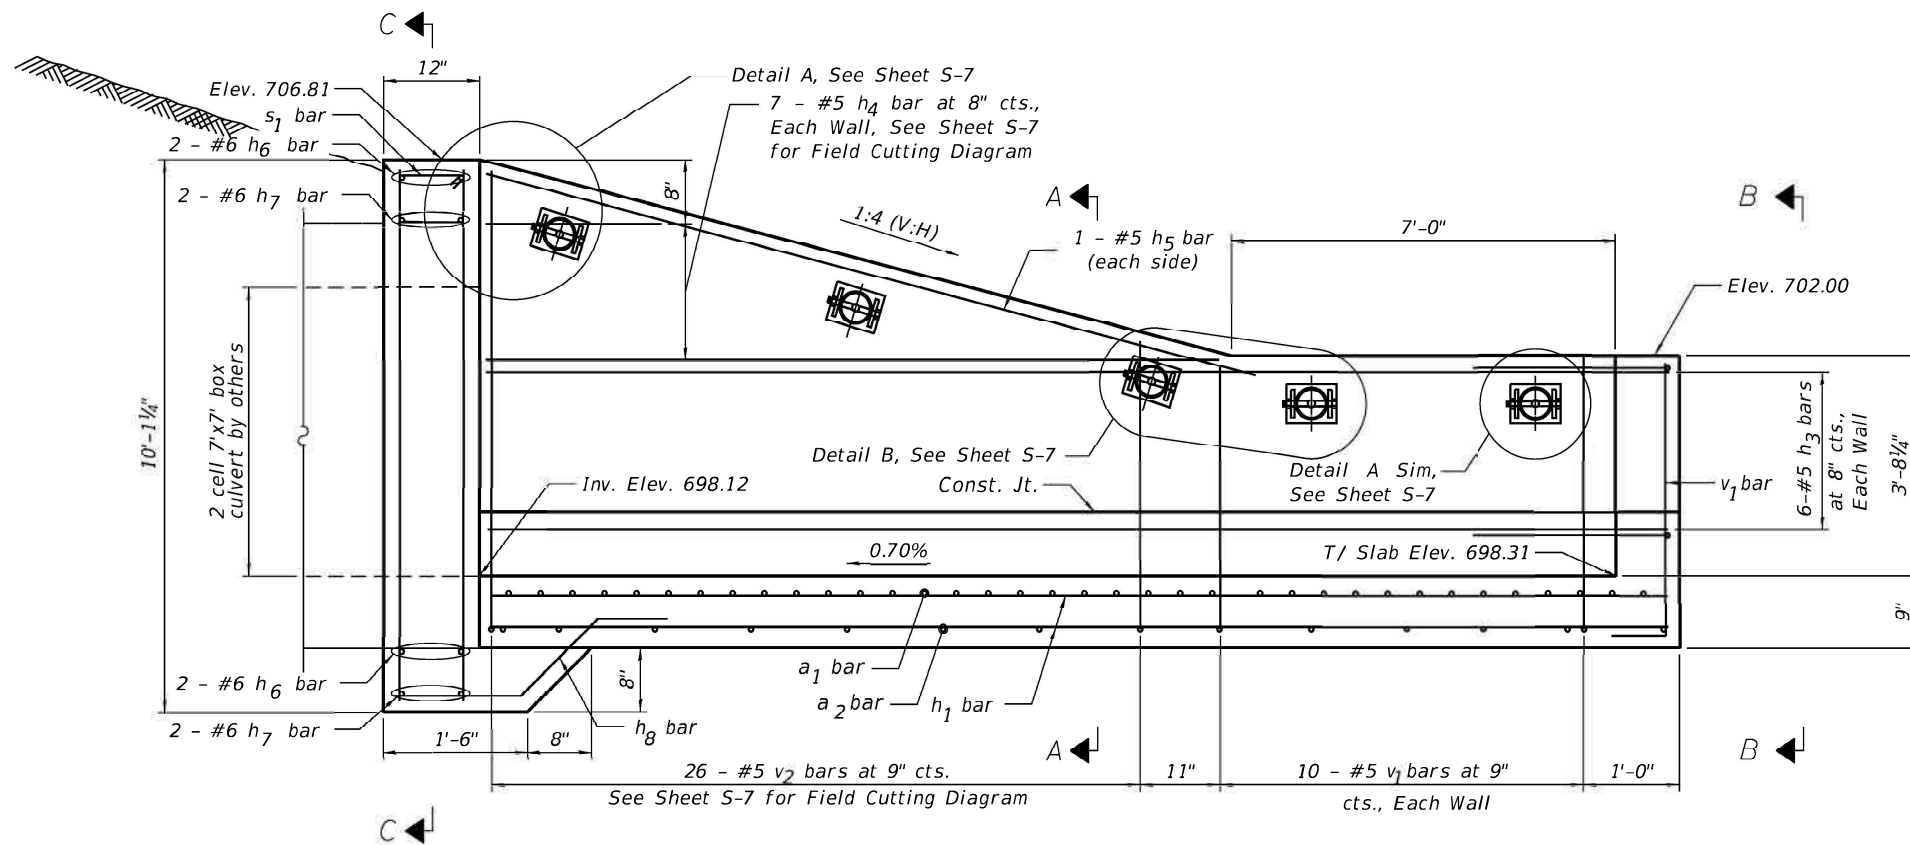 C
12"
Detail A, See Sheet S-7
Elev. 706.81
7 - #5 h4 bar at 8" cts.,
Each Wall, See Sheet S-7
for Field Cutting Diagram
s1 bar
2 - #6 h6 bar
2 - #6 h7 bar
8"
A
B
1:4 (V:H)
1 - #5 h5 bar
(each side)
7'-0"
Elev. 702.00
2 cell 7'x7' box
culvert by others
10'-1¼"
Detail B, See Sheet S-7
Detail A Sim,
See Sheet S-7
Inv. Elev. 698.12
Const. Jt.
v1 bar
6-#5 h3 bars
at 8" cts.,
Each Wall
3'-8¼"
0.70%
T/ Slab Elev. 698.31
9"
a1 bar
a2 bar
h1 bar
2 - #6 h6 bar
8"
2 - #6 h7 bar
h8 bar
1'-6"
8"
A
B
26 - #5 v2 bars at 9" cts.
See Sheet S-7 for Field Cutting Diagram
11"
10 - #5 v1 bars at 9"
cts., Each Wall
1'-0"
C